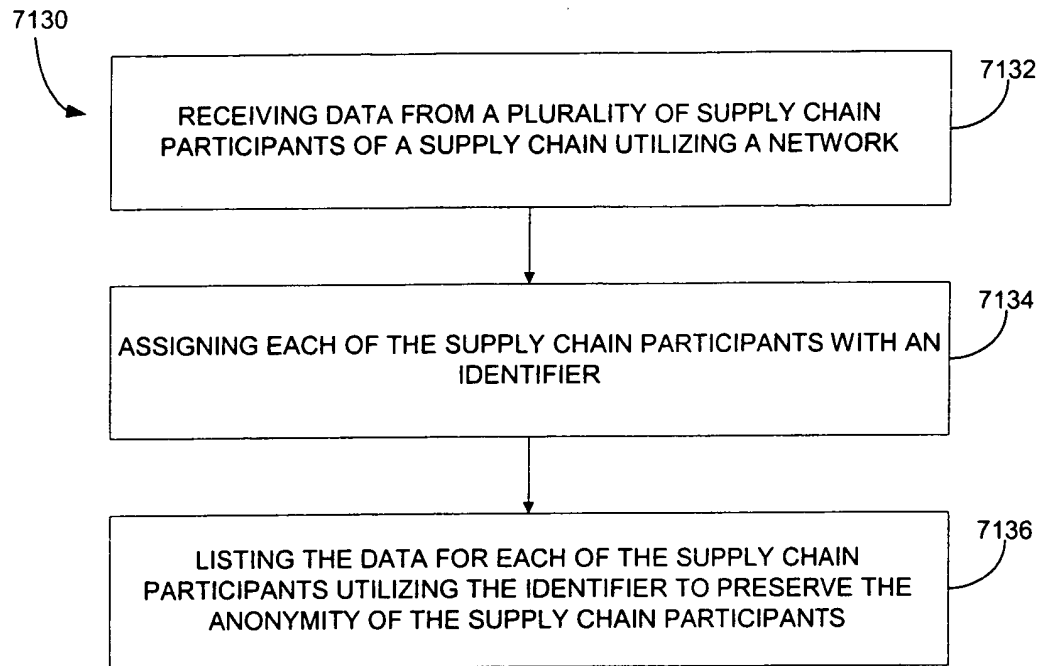 7130
7132
RECEIVING DATA FROM A PLURALITY OF SUPPLY CHAIN
PARTICIPANTS OF A SUPPLY CHAIN UTILIZING A NETWORK
7134
ASSIGNING EACH OF THE SUPPLY CHAIN PARTICIPANTS WITH AN
IDENTIFIER
7136
LISTING THE DATA FOR EACH OF THE SUPPLY CHAIN
PARTICIPANTS UTILIZING THE IDENTIFIER TO PRESERVE THE
ANONYMITY OF THE SUPPLY CHAIN PARTICIPANTS